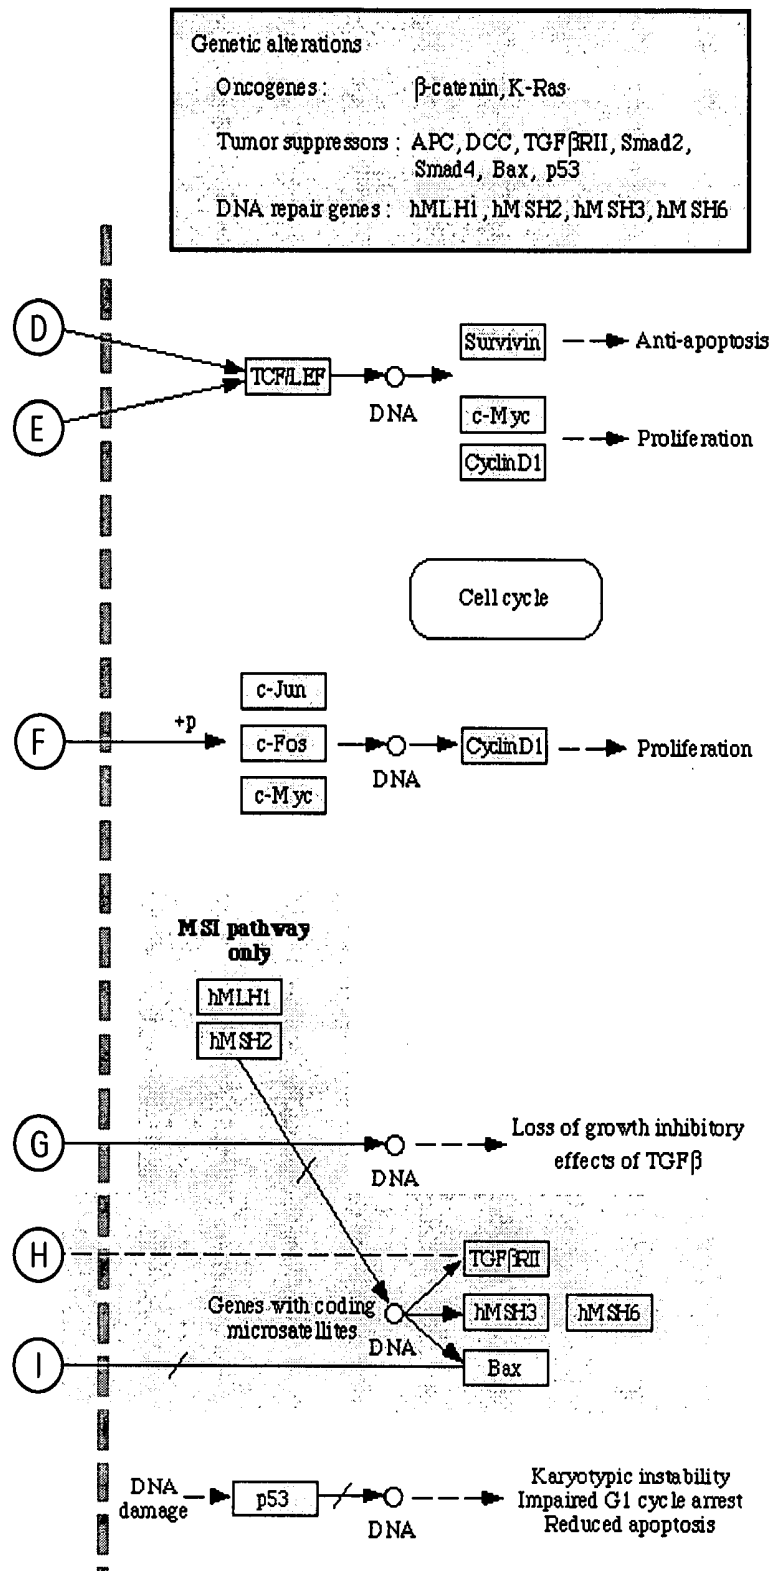 Genetic alterations
Oncogenes : β-catenin, K-Ras
Tumor suppressors : APC, DCC, TGFβRII, Smad2,
Smad4, Bax, p53
DNA repair genes : hMLH1, hMSH2, hMSH3, hMSH6
D
Survivin
Anti-apoptosis
TCF/LEF
DNA
E
c-Myc
Proliferation
CyclinD1
Cell cycle
c-Jun
F
+p
c-Fos
DNA
CyclinD1
Proliferation
c-Myc
MSI pathway
only
hMLH1
hMSH2
G
DNA
Loss of growth inhibitory
effects of TGFβ
H
TGFβRII
Genes with coding
microsatellites
DNA
hMSH3
hMSH6
I
Bax
DNA
damage
p53
DNA
Karyotypic instability
Impaired G1 cycle arrest
Reduced apoptosis